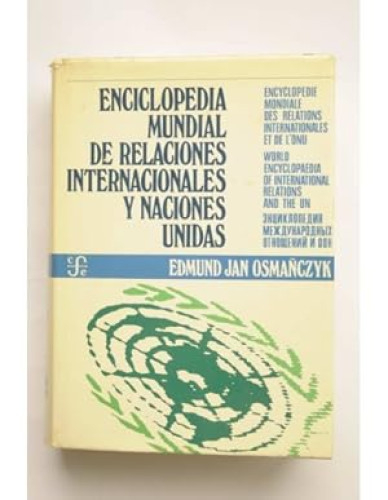 ENCICLOPEDIA
MUNDIAL
DE RELACIONES
INTERNACIONALES
Y NACIONES
UNIDAS
ENCYCLOPEDIE
MONDIALE
DES RELATIONS
INTERNATIONALES
ET DE L'ONU
WORLD
ENCYCLOPAEDIA
OF INTERNATIONAL
RELATIONS
AND THE UN
ЭНЦИКЛОПЕДИЯ
МЕЖДУНАРОДНЫХ
ОТНОШЕНИЙ И ООН
cfe
EDMUND JAN OSMAŃCZYK